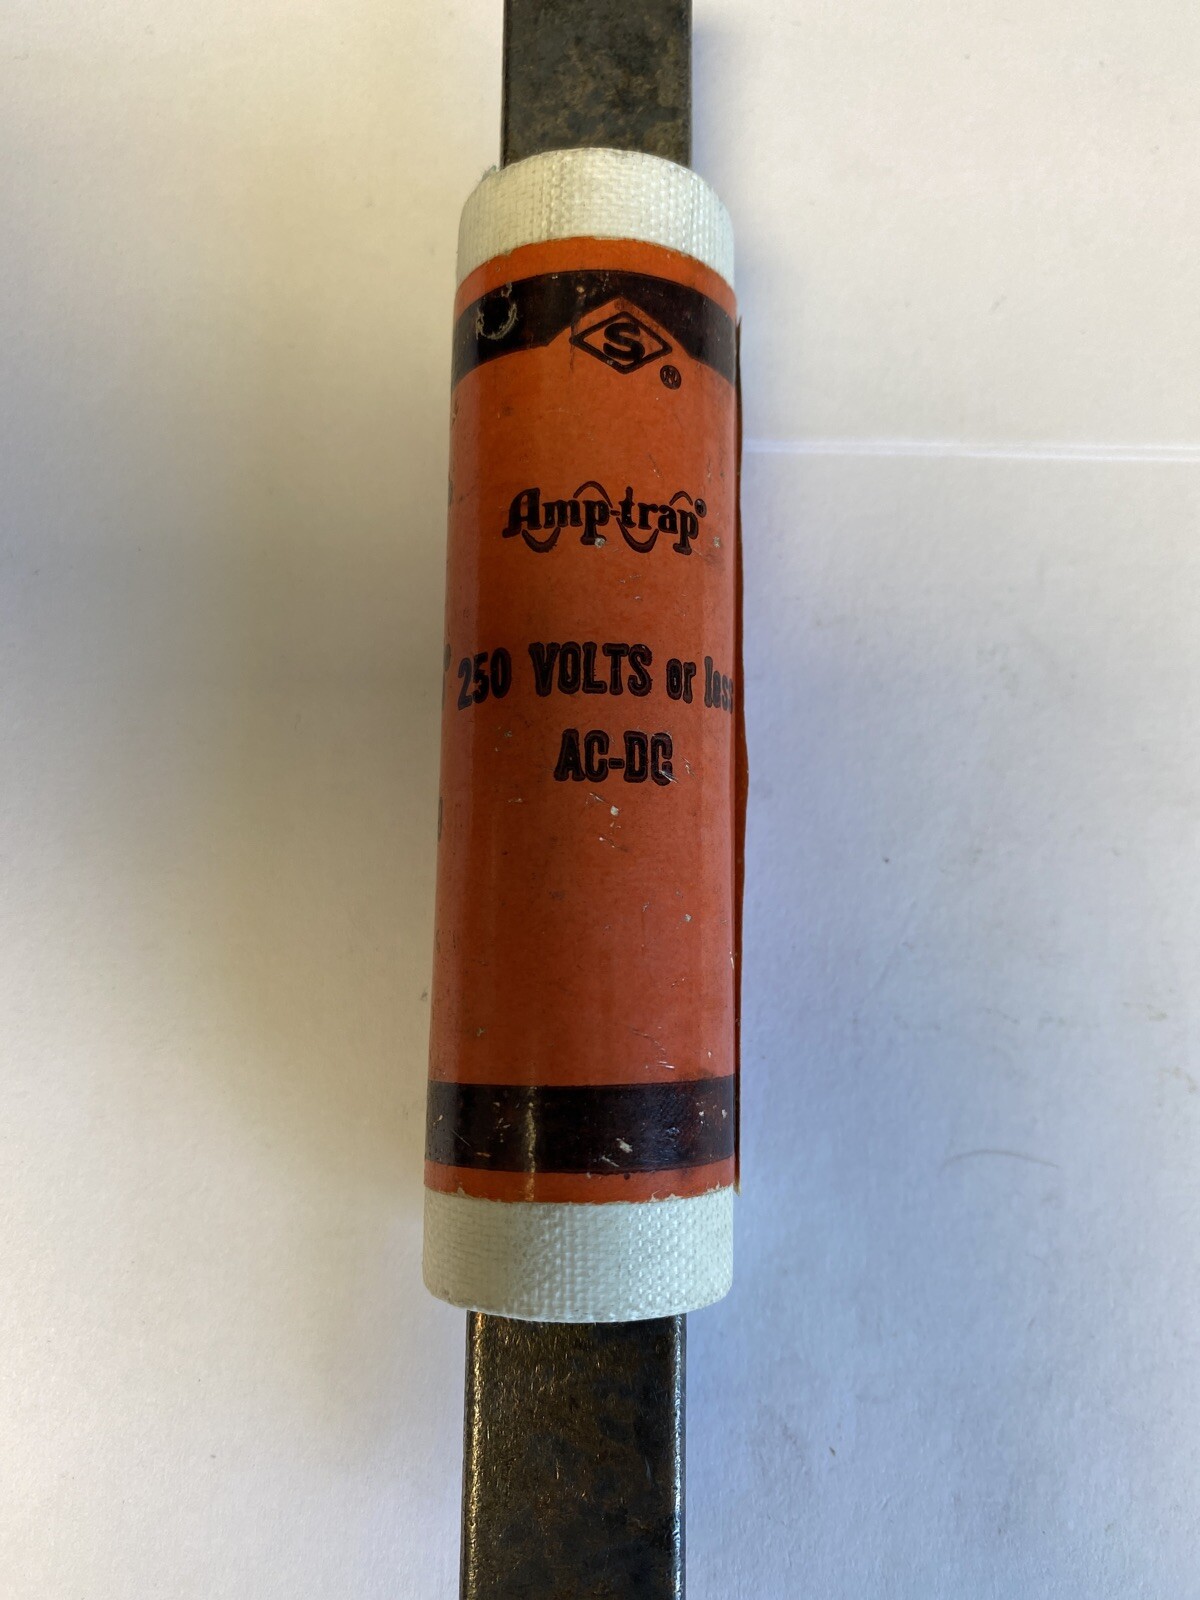 S
®
Amp-trap®
250 VOLTS or less
AC-DC